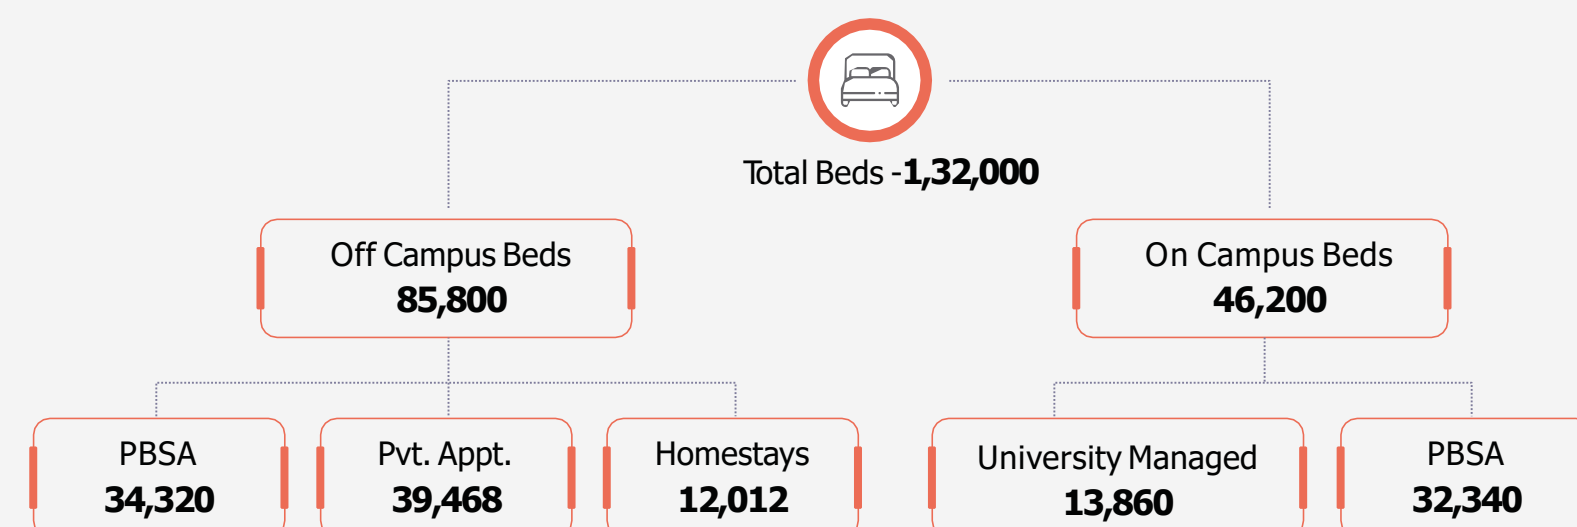 Total Beds -1,32,000
Off Campus Beds
85,800
On Campus Beds
46,200
PBSA
34,320
Pvt. Appt.
39,468
Homestays
12,012
University Managed
13,860
PBSA
32,340